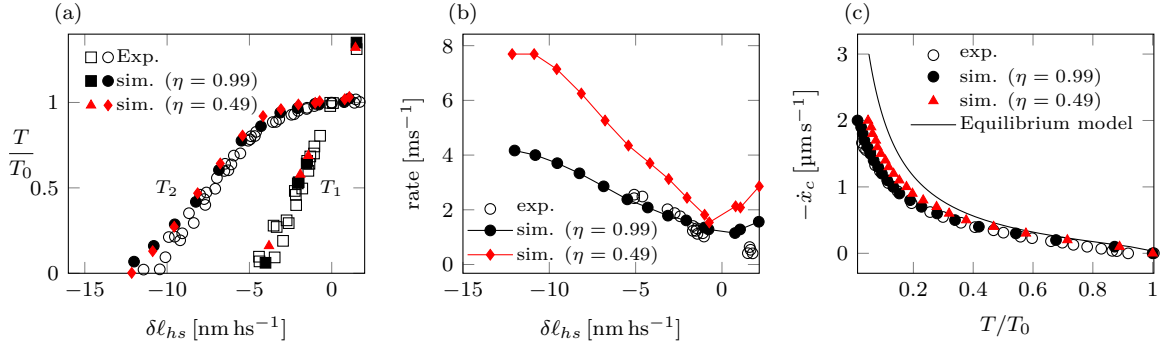 (a)
T/T₀
1
0.5
0
Exp.
sim. (η = 0.99)
sim. (η = 0.49)
T₂
T₁
−15
−10
−5
0
δℓhs [nm hs⁻¹]
(b)
rate [ms⁻¹]
8
6
4
2
0
exp.
sim. (η = 0.99)
sim. (η = 0.49)
−15
−10
−5
0
δℓhs [nm hs⁻¹]
(c)
−ẋc [µm s⁻¹]
3
2
1
0
exp.
sim. (η = 0.99)
sim. (η = 0.49)
Equilibrium model
0.2
0.4
0.6
0.8
1
T/T₀